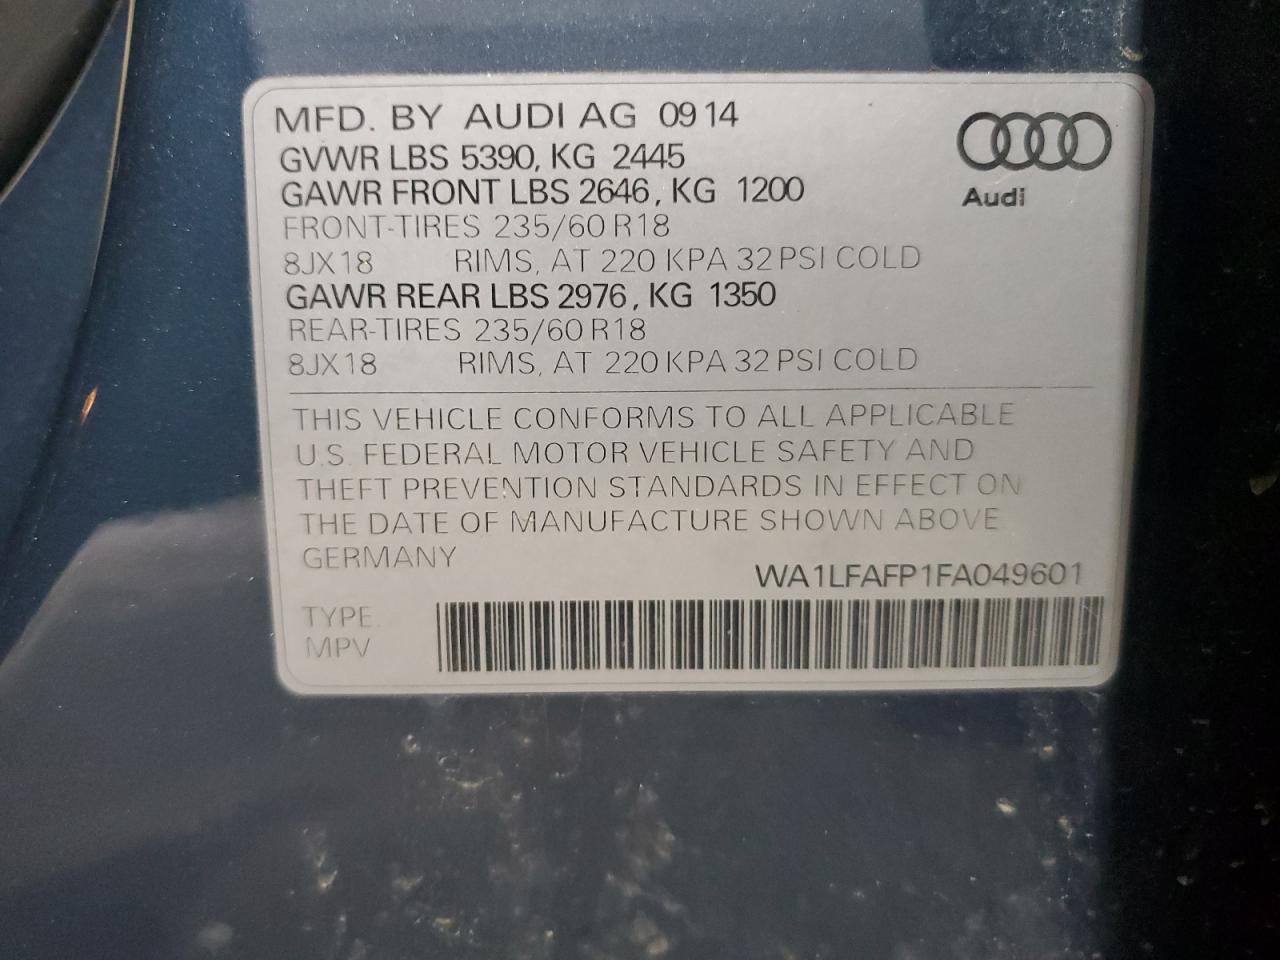 MFD. BY AUDI AG 09 14
GVWR LBS 5390, KG 2445
GAWR FRONT LBS 2646, KG 1200
FRONT-TIRES 235/60 R18
8JX18 RIMS, AT 220 KPA 32 PSI COLD
GAWR REAR LBS 2976, KG 1350
REAR-TIRES 235/60 R18
8JX18 RIMS, AT 220 KPA 32 PSI COLD
Audi
THIS VEHICLE CONFORMS TO ALL APPLICABLE
U.S. FEDERAL MOTOR VEHICLE SAFETY AND
THEFT PREVENTION STANDARDS IN EFFECT ON
THE DATE OF MANUFACTURE SHOWN ABOVE
GERMANY
WA1LFAFP1FA049601
TYPE.
MPV